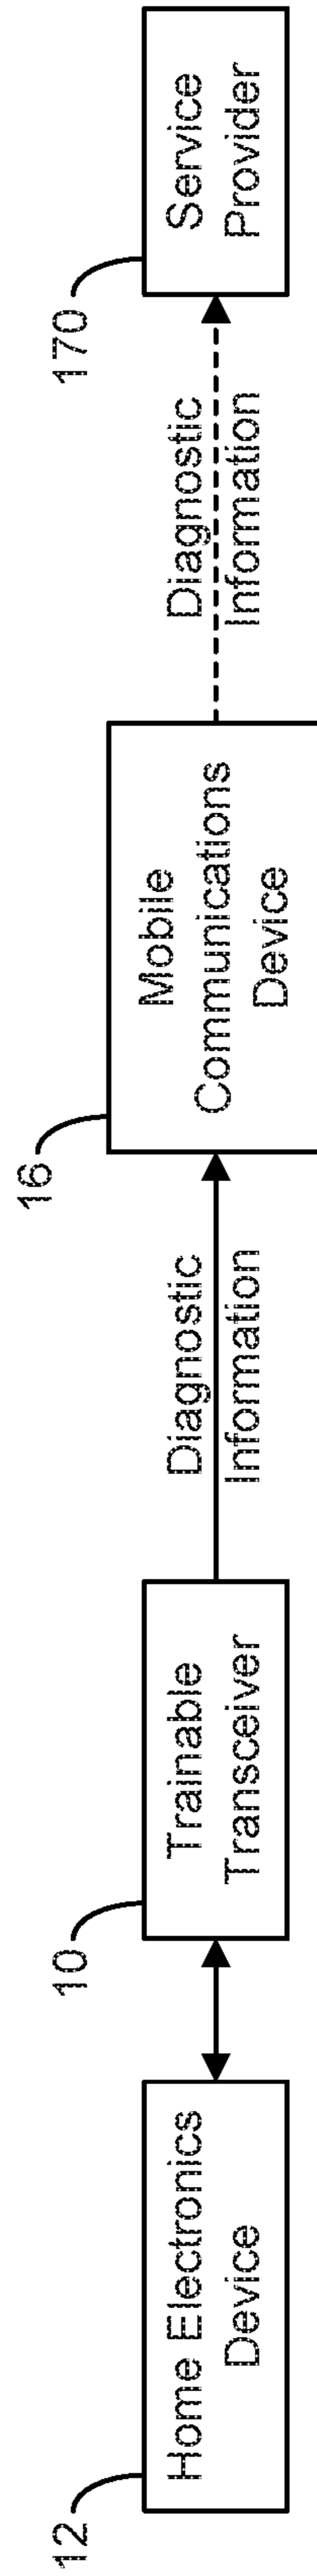 12
Home Electronics
Device
10
Trainable
Transceiver
Diagnostic
Information
16
Mobile
Communications
Device
Diagnostic
Information
170
Service
Provider